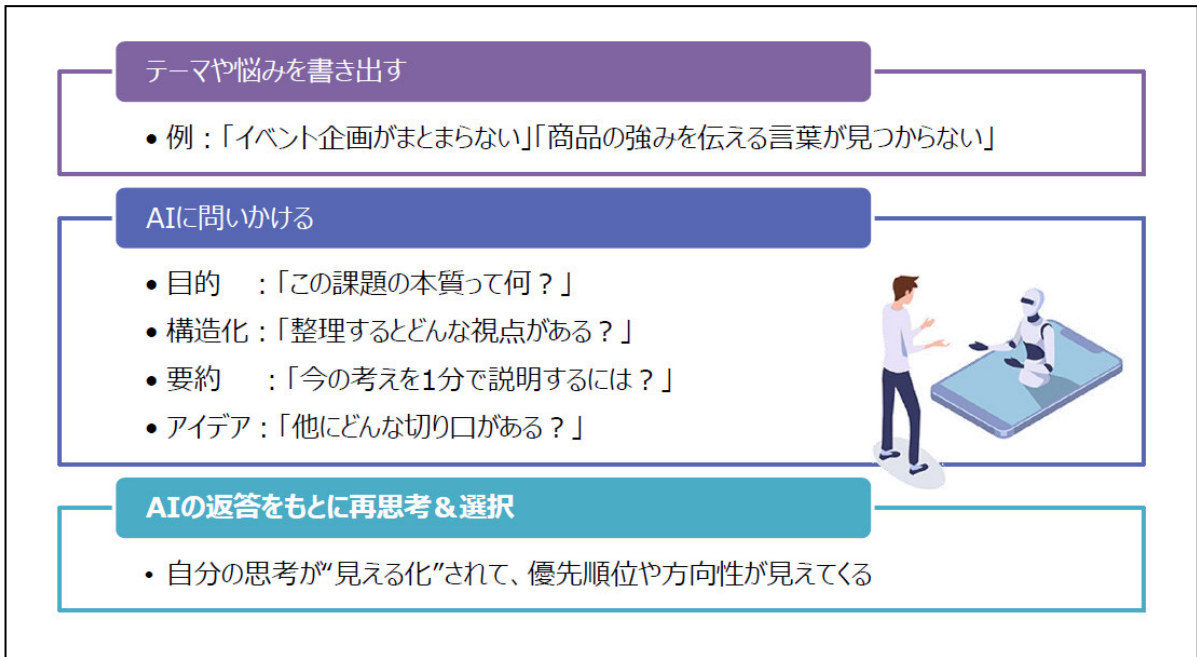 テーマや悩みを書き出す
• 例：「イベント企画がまとまらない」「商品の強みを伝える言葉が見つからない」
AIに問いかける
• 目的　：「この課題の本質って何？」
• 構造化：「整理するとどんな視点がある？」
• 要約　：「今の考えを1分で説明するには？」
• アイデア：「他にどんな切り口がある？」
AIの返答をもとに再思考＆選択
• 自分の思考が“見える化”されて、優先順位や方向性が見えてくる